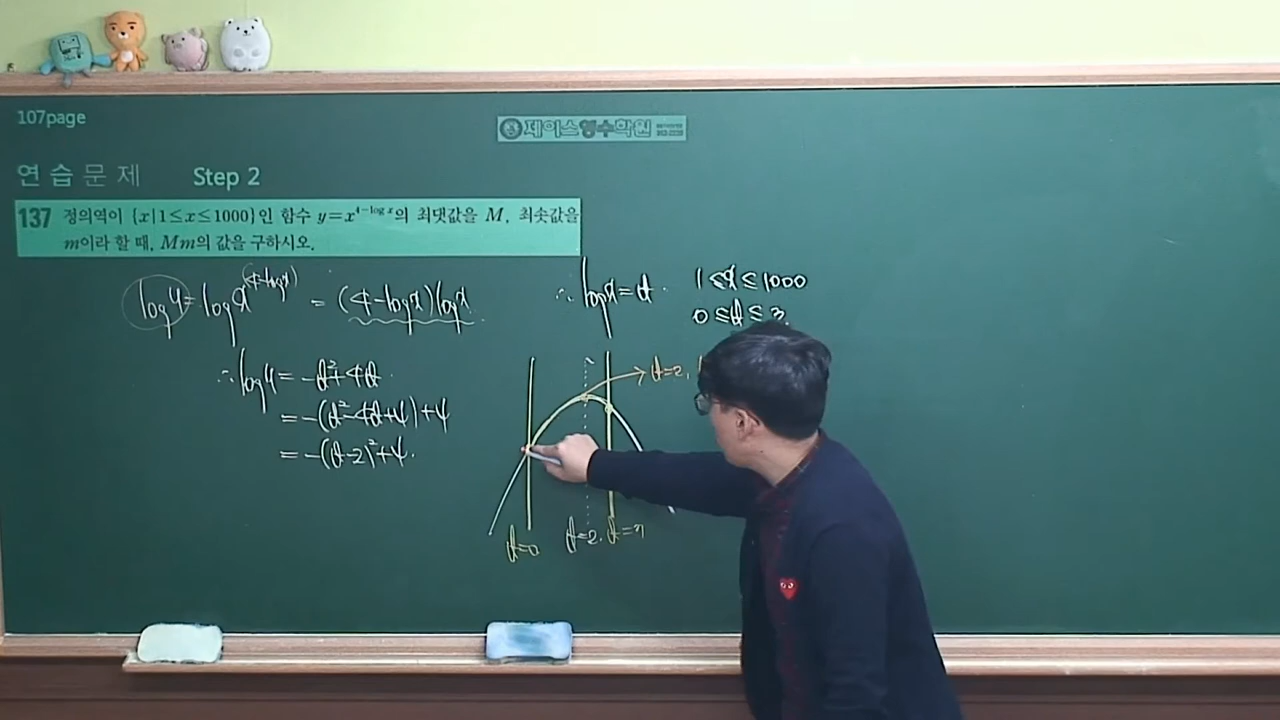 107page
제이스영수학원
연습문제 Step 2
137 정의역이 {x|1≤x≤1000}인 함수 y=x^{4-log x}의 최댓값을 M, 최솟값을
m이라 할 때, Mm의 값을 구하시오.
log y = log x^{(4-log x)} = (4-log x) log x
∴ log x = t. 1≤x≤1000
0≤t≤3
∴ log y = -t²+4t
= -(t²-4t+4)+4
= -(t-2)²+4.
t=2,
t=0 t=2. t=3